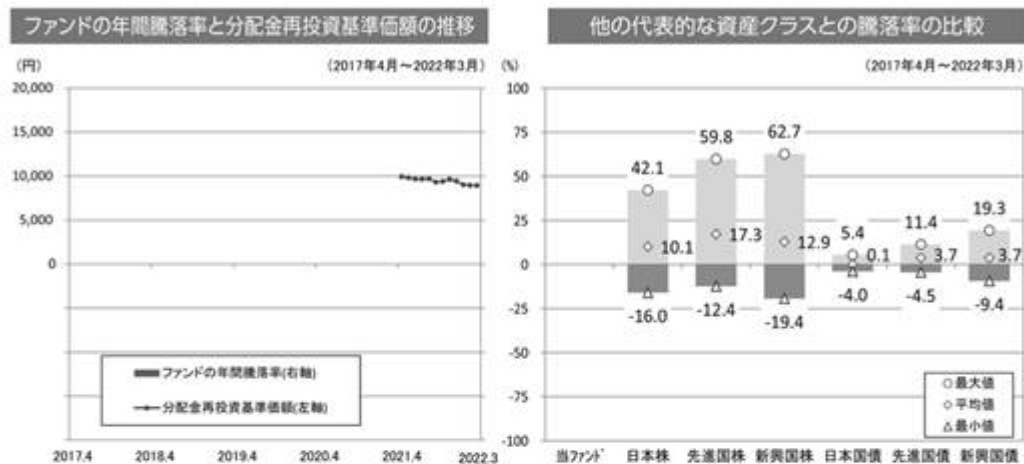 ファンドの年間騰落率と分配金再投資基準価額の推移
(円)
(2017年4月～2022年3月)
20,000
15,000
10,000
5,000
0
ファンドの年間騰落率(右軸)
分配金再投資基準価額(左軸)
2017.4 2018.4 2019.4 2020.4 2021.4 2022.3
他の代表的な資産クラスとの騰落率の比較
(%)
(2017年4月～2022年3月)
100
75
50
25
0
-25
-50
-75
-100
42.1 59.8 62.7 5.4 11.4 19.3
10.1 17.3 12.9 0.1 3.7 3.7
-16.0 -12.4 -19.4 -4.0 -4.5 -9.4
最大値
平均値
最小値
当ﾌｧﾝﾄﾞ 日本株 先進国株 新興国株 日本国債 先進国債 新興国債